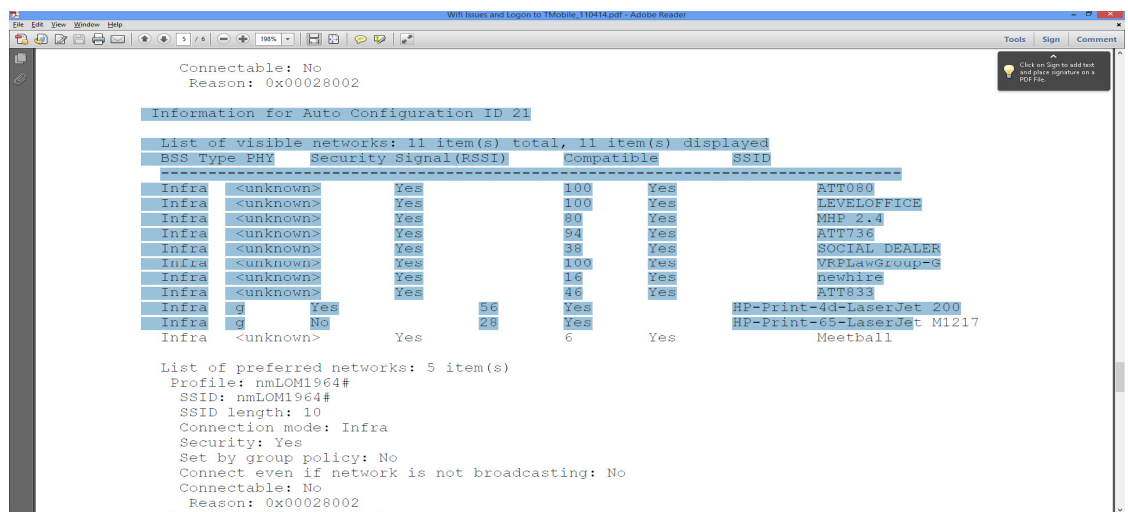 Wifi Issues and Logon to TMobile_110414.pdf - Adobe Reader
File Edit View Window Help
5 / 6 198% Tools Sign Comment
Click on Sign to add text
and place signature on a
PDF File.
Connectable: No
Reason: 0x00028002
Information for Auto Configuration ID 21
List of visible networks: 11 item(s) total, 11 item(s) displayed
BSS Type PHY Security Signal(RSSI) Compatible SSID
--------------------------------------------------------------------------------
Infra <unknown> Yes 100 Yes ATT080
Infra <unknown> Yes 100 Yes LEVELOFFICE
Infra <unknown> Yes 80 Yes MHP 2.4
Infra <unknown> Yes 94 Yes ATT736
Infra <unknown> Yes 38 Yes SOCIAL DEALER
Infra <unknown> Yes 100 Yes VRPLawGroup-G
Infra <unknown> Yes 16 Yes newhire
Infra <unknown> Yes 46 Yes ATT833
Infra g Yes 56 Yes HP-Print-4d-LaserJet 200
Infra g No 28 Yes HP-Print-65-LaserJet M1217
Infra <unknown> Yes 6 Yes Meetball
List of preferred networks: 5 item(s)
Profile: nmLOM1964#
SSID: nmLOM1964#
SSID length: 10
Connection mode: Infra
Security: Yes
Set by group policy: No
Connect even if network is not broadcasting: No
Connectable: No
Reason: 0x00028002